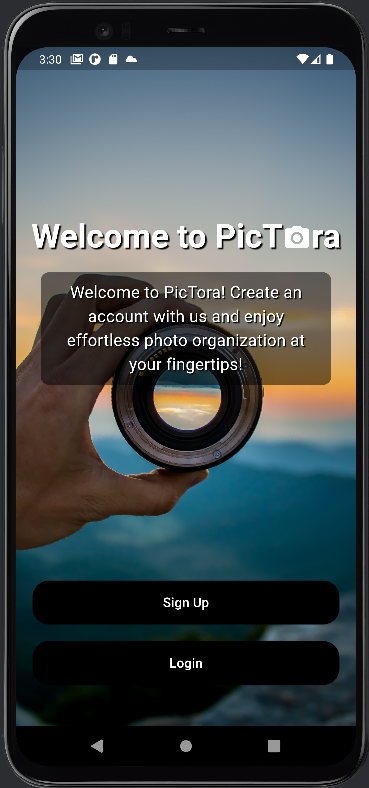 3:30
Welcome to PicTora
Welcome to PicTora! Create an
account with us and enjoy
effortless photo organization at
your fingertips!
Sign Up
Login